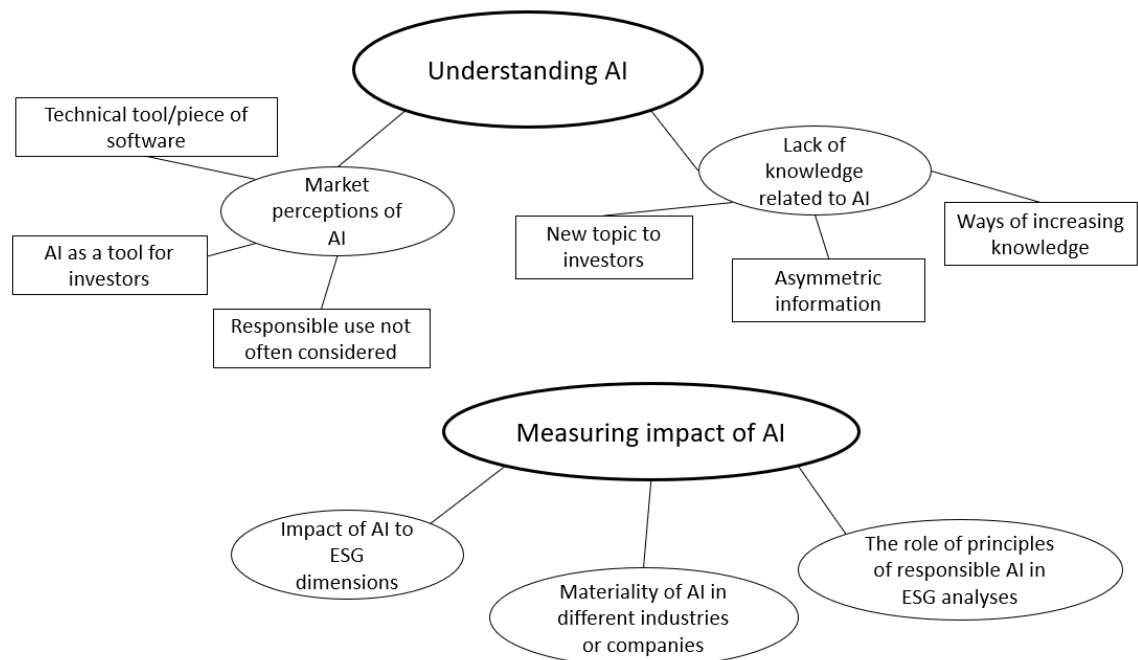 Understanding AI
Technical tool/piece of
software
Market
perceptions of
AI
AI as a tool for
investors
Responsible use not
often considered
Lack of
knowledge
related to AI
New topic to
investors
Asymmetric
information
Ways of increasing
knowledge
Measuring impact of AI
Impact of AI to
ESG
dimensions
Materiality of AI in
different industries
or companies
The role of principles
of responsible AI in
ESG analyses